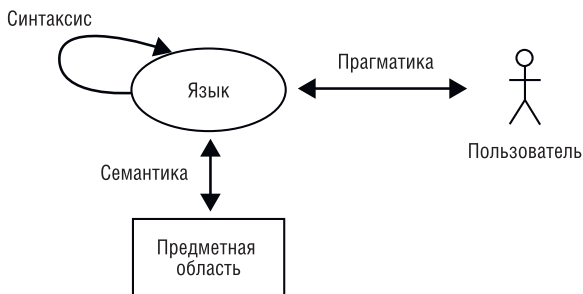 Синтаксис
Язык
Прагматика
Пользователь
Семантика
Предметная
область